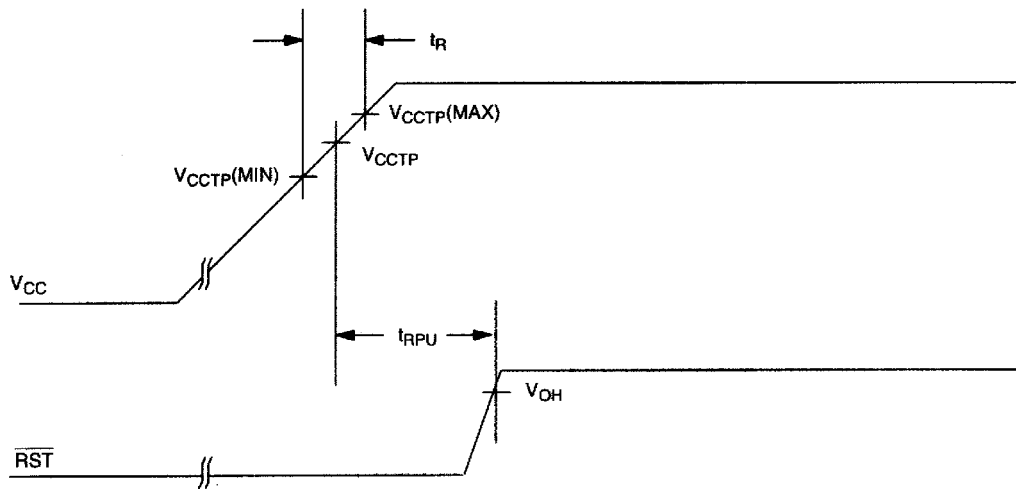 tR
VCCTP(MAX)
VCCTP
VCCTP(MIN)
VCC
tRPU
VOH
RST